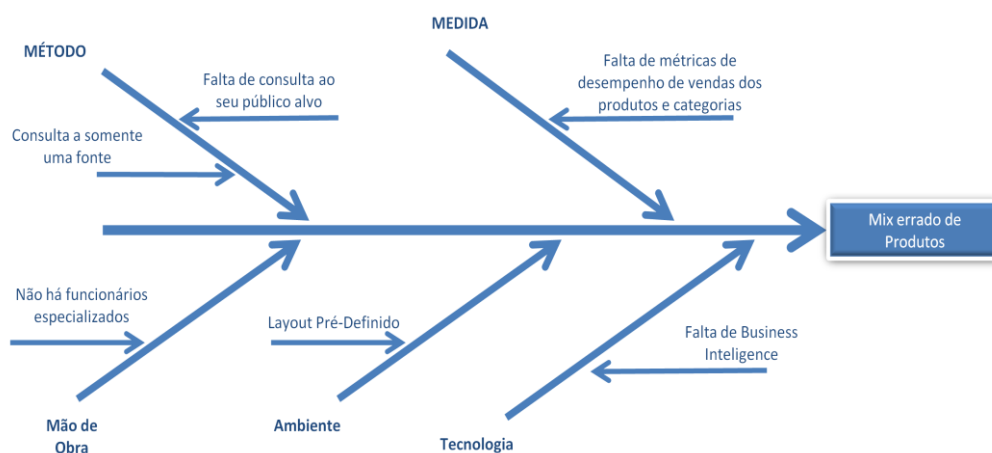 MÉTODO
MEDIDA
Falta de consulta ao
seu público alvo
Consulta a somente
uma fonte
Falta de métricas de
desempenho de vendas dos
produtos e categorias
Mix errado de
Produtos
Não há funcionários
especializados
Layout Pré-Definido
Falta de Business
Inteligence
Mão de
Obra
Ambiente
Tecnologia